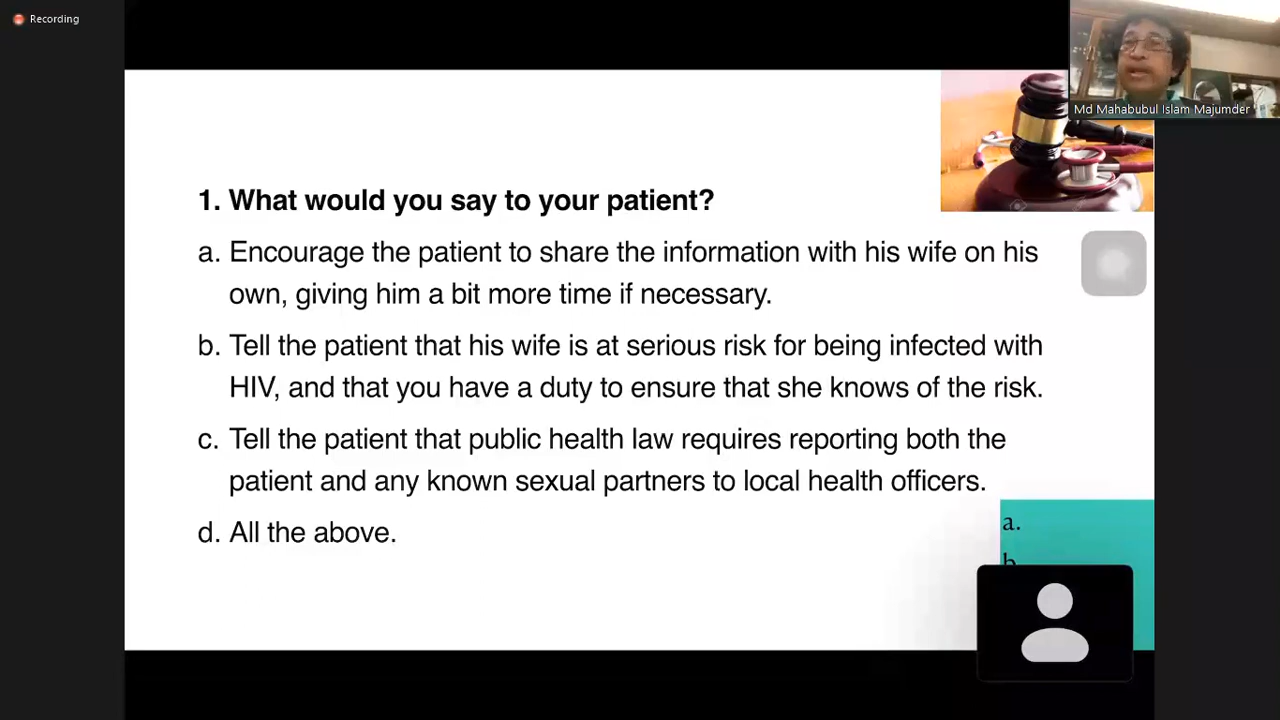 Recording
Md Mahabubul Islam Majumder
1. What would you say to your patient?
a. Encourage the patient to share the information with his wife on his
own, giving him a bit more time if necessary.
b. Tell the patient that his wife is at serious risk for being infected with
HIV, and that you have a duty to ensure that she knows of the risk.
c. Tell the patient that public health law requires reporting both the
patient and any known sexual partners to local health officers.
d. All the above.
a.
b